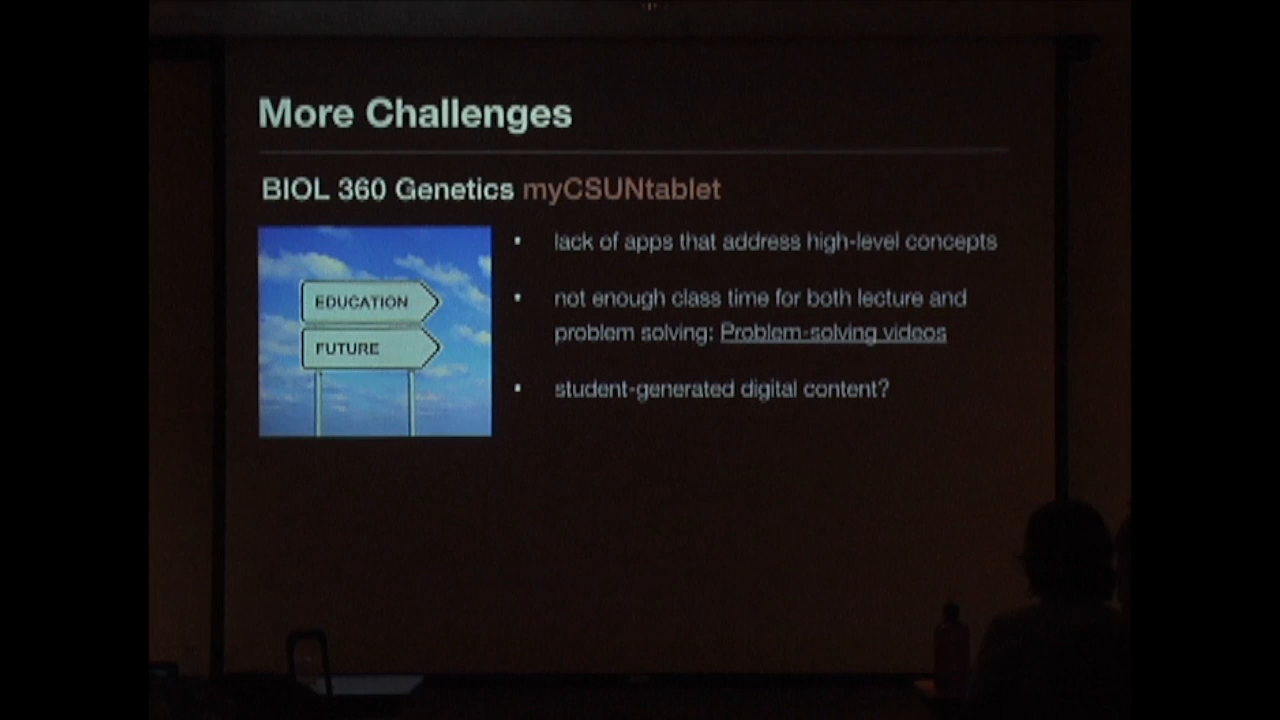 More Challenges
BIOL 360 Genetics myCSUNtablet
EDUCATION
FUTURE
• lack of apps that address high-level concepts
• not enough class time for both lecture and
problem solving: Problem-solving videos
• student-generated digital content?